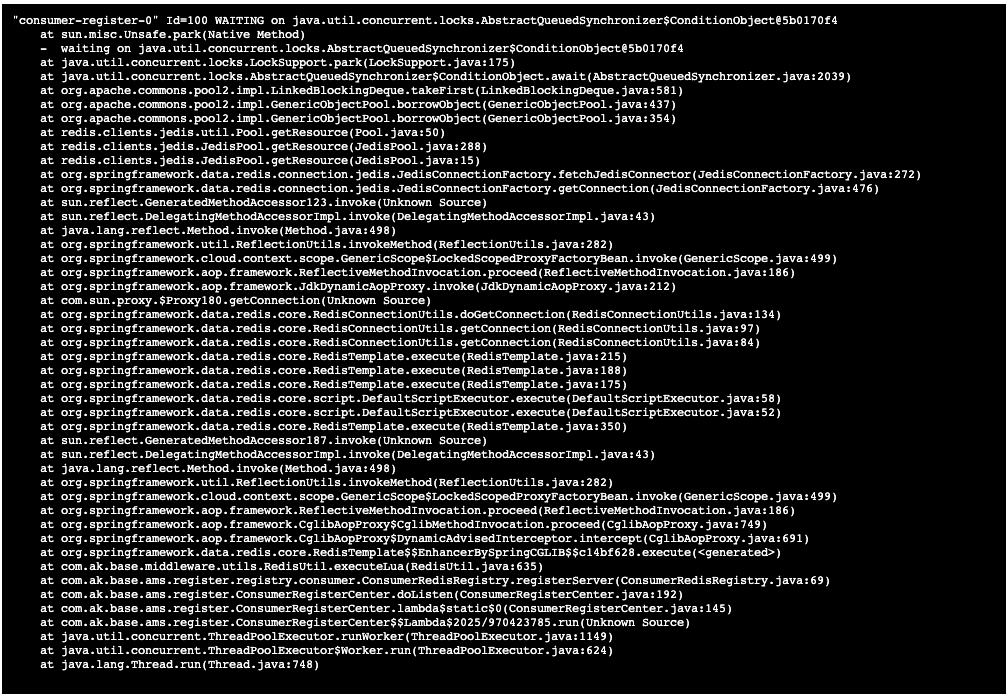 "consumer-register-0" Id=100 WAITING on java.util.concurrent.locks.AbstractQueuedSynchronizer$ConditionObject@5b0170f4
at sun.misc.Unsafe.park(Native Method)
- waiting on java.util.concurrent.locks.AbstractQueuedSynchronizer$ConditionObject@5b0170f4
at java.util.concurrent.locks.LockSupport.park(LockSupport.java:175)
at java.util.concurrent.locks.AbstractQueuedSynchronizer$ConditionObject.await(AbstractQueuedSynchronizer.java:2039)
at org.apache.commons.pool2.impl.LinkedBlockingDeque.takeFirst(LinkedBlockingDeque.java:581)
at org.apache.commons.pool2.impl.GenericObjectPool.borrowObject(GenericObjectPool.java:437)
at org.apache.commons.pool2.impl.GenericObjectPool.borrowObject(GenericObjectPool.java:354)
at redis.clients.jedis.util.Pool.getResource(Pool.java:50)
at redis.clients.jedis.JedisPool.getResource(JedisPool.java:288)
at redis.clients.jedis.JedisPool.getResource(JedisPool.java:15)
at org.springframework.data.redis.connection.jedis.JedisConnectionFactory.fetchJedisConnector(JedisConnectionFactory.java:272)
at org.springframework.data.redis.connection.jedis.JedisConnectionFactory.getConnection(JedisConnectionFactory.java:476)
at sun.reflect.GeneratedMethodAccessor123.invoke(Unknown Source)
at sun.reflect.DelegatingMethodAccessorImpl.invoke(DelegatingMethodAccessorImpl.java:43)
at java.lang.reflect.Method.invoke(Method.java:498)
at org.springframework.util.ReflectionUtils.invokeMethod(ReflectionUtils.java:282)
at org.springframework.cloud.context.scope.GenericScope$LockedScopedProxyFactoryBean.invoke(GenericScope.java:499)
at org.springframework.aop.framework.ReflectiveMethodInvocation.proceed(ReflectiveMethodInvocation.java:186)
at org.springframework.aop.framework.JdkDynamicAopProxy.invoke(JdkDynamicAopProxy.java:212)
at com.sun.proxy.$Proxy180.getConnection(Unknown Source)
at org.springframework.data.redis.core.RedisConnectionUtils.doGetConnection(RedisConnectionUtils.java:134)
at org.springframework.data.redis.core.RedisConnectionUtils.getConnection(RedisConnectionUtils.java:97)
at org.springframework.data.redis.core.RedisConnectionUtils.getConnection(RedisConnectionUtils.java:84)
at org.springframework.data.redis.core.RedisTemplate.execute(RedisTemplate.java:215)
at org.springframework.data.redis.core.RedisTemplate.execute(RedisTemplate.java:188)
at org.springframework.data.redis.core.RedisTemplate.execute(RedisTemplate.java:175)
at org.springframework.data.redis.core.script.DefaultScriptExecutor.execute(DefaultScriptExecutor.java:58)
at org.springframework.data.redis.core.script.DefaultScriptExecutor.execute(DefaultScriptExecutor.java:52)
at org.springframework.data.redis.core.RedisTemplate.execute(RedisTemplate.java:350)
at sun.reflect.GeneratedMethodAccessor187.invoke(Unknown Source)
at sun.reflect.DelegatingMethodAccessorImpl.invoke(DelegatingMethodAccessorImpl.java:43)
at java.lang.reflect.Method.invoke(Method.java:498)
at org.springframework.util.ReflectionUtils.invokeMethod(ReflectionUtils.java:282)
at org.springframework.cloud.context.scope.GenericScope$LockedScopedProxyFactoryBean.invoke(GenericScope.java:499)
at org.springframework.aop.framework.ReflectiveMethodInvocation.proceed(ReflectiveMethodInvocation.java:186)
at org.springframework.aop.framework.CglibAopProxy$CglibMethodInvocation.proceed(CglibAopProxy.java:749)
at org.springframework.aop.framework.CglibAopProxy$DynamicAdvisedInterceptor.intercept(CglibAopProxy.java:691)
at org.springframework.data.redis.core.RedisTemplate$$EnhancerBySpringCGLIB$$c14bf628.execute(<generated>)
at com.ak.base.middleware.utils.RedisUtil.executeLua(RedisUtil.java:635)
at com.ak.base.ams.register.registry.consumer.ConsumerRedisRegistry.registerServer(ConsumerRedisRegistry.java:69)
at com.ak.base.ams.register.ConsumerRegisterCenter.doListen(ConsumerRegisterCenter.java:192)
at com.ak.base.ams.register.ConsumerRegisterCenter.lambda$static$0(ConsumerRegisterCenter.java:145)
at com.ak.base.ams.register.ConsumerRegisterCenter$$Lambda$2025/970423785.run(Unknown Source)
at java.util.concurrent.ThreadPoolExecutor.runWorker(ThreadPoolExecutor.java:1149)
at java.util.concurrent.ThreadPoolExecutor$Worker.run(ThreadPoolExecutor.java:624)
at java.lang.Thread.run(Thread.java:748)